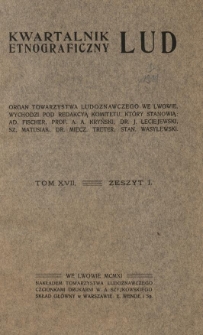 KWARTALNIK
ETNOGRAFICZNY LUD
ORGAN TOWARZYSTWA LUDOZNAWCZEGO WE LWOWIE,
WYCHODZI POD REDAKCYĄ KOMITETU, KTÓRY STANOWIĄ:
AD. FISCHER, PROF. A. A. KRYŃSKI, DR. J. ŁECIEJEWSKI,
SZ. MATUSIAK, DR. MIECZ. TRETER, STAN. WASYLEWSKI.
TOM XVII. ZESZYT I.
WE LWOWIE MCMXI
NAKŁADEM TOWARZYSTWA LUDOZNAWCZEGO
CZCIONKAMI DRUKARNI W. A. SZYJKOWSKIEGO
SKŁAD GŁÓWNY W WARSZAWIE, E. WENDE I SP.